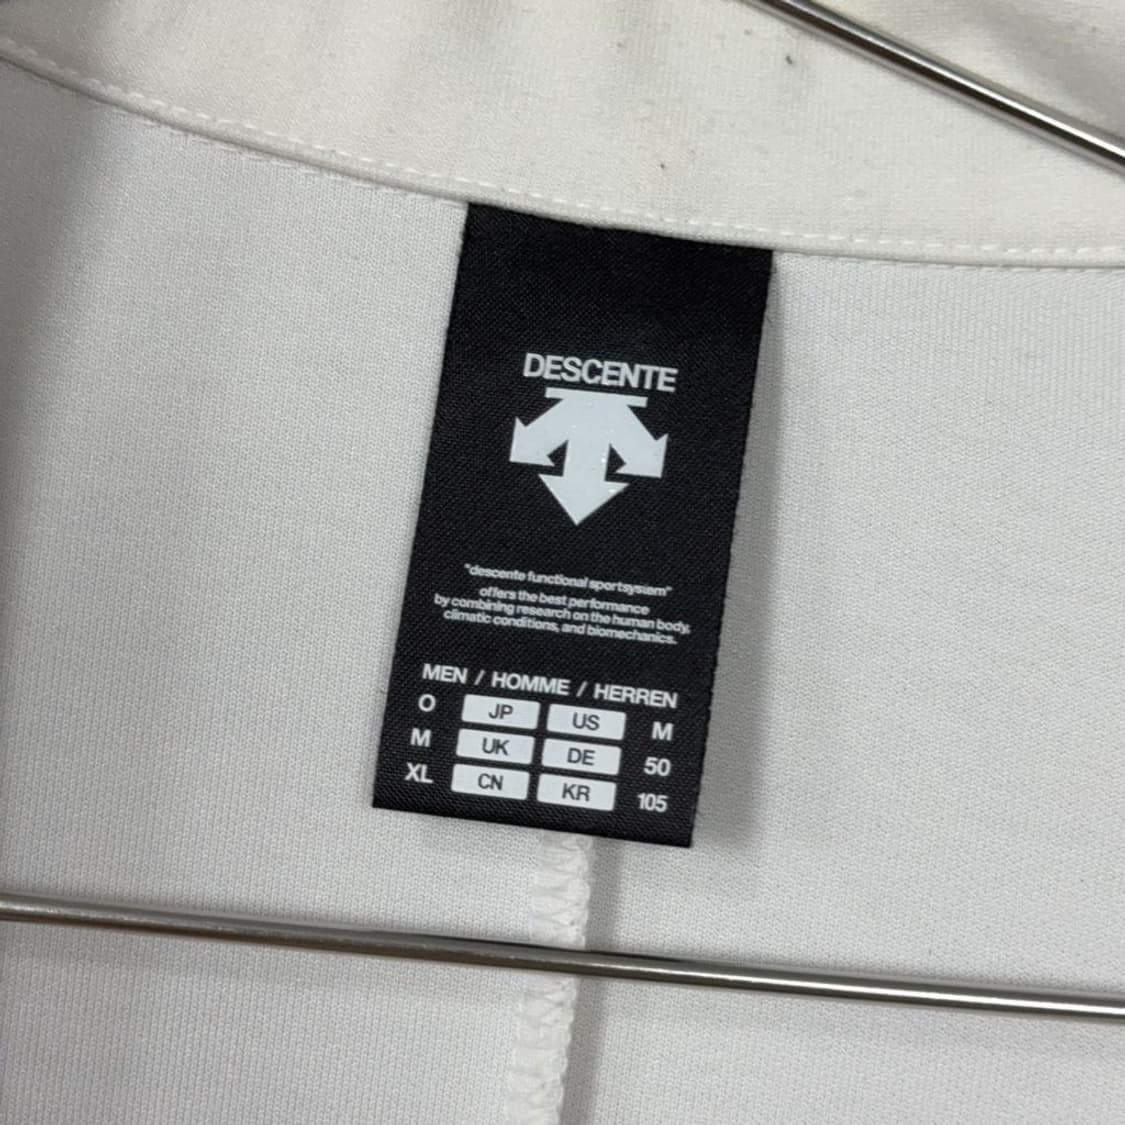 DESCENTE
"descente functional sportsystem"
offers the best performance
by combining research on the human body,
climatic conditions, and biomechanics.
MEN / HOMME / HERREN
O JP US M
M UK DE 50
XL CN KR 105